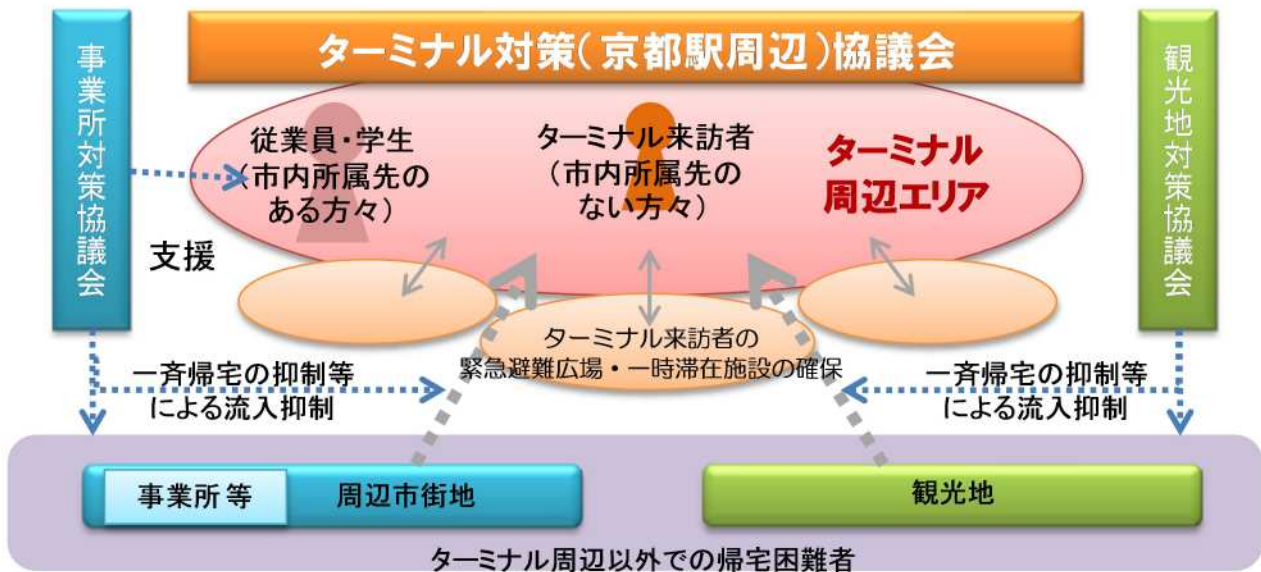 ターミナル対策(京都駅周辺)協議会
事業所対策協議会
観光地対策協議会
従業員・学生
(市内所属先の
ある方々)
ターミナル来訪者
(市内所属先の
ない方々)
ターミナル
周辺エリア
支援
ターミナル来訪者の
緊急避難広場・一時滞在施設の確保
一斉帰宅の抑制等
による流入抑制
一斉帰宅の抑制等
による流入抑制
事業所等
周辺市街地
観光地
ターミナル周辺以外での帰宅困難者